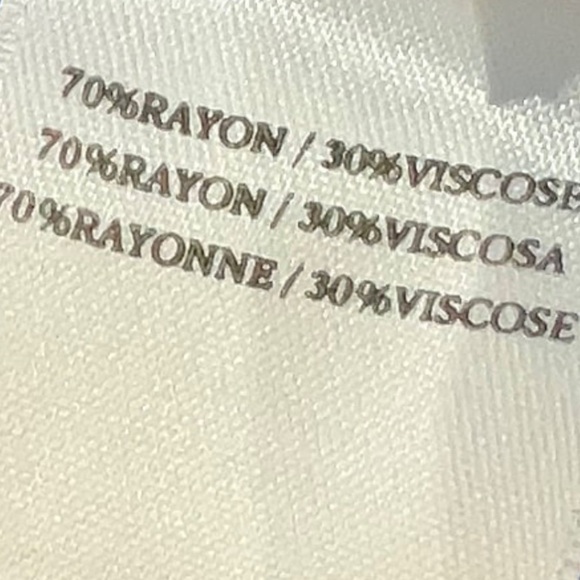 70%RAYON / 30%VISCOSE
70%RAYON / 30%VISCOSA
70%RAYONNE / 30%VISCOSE